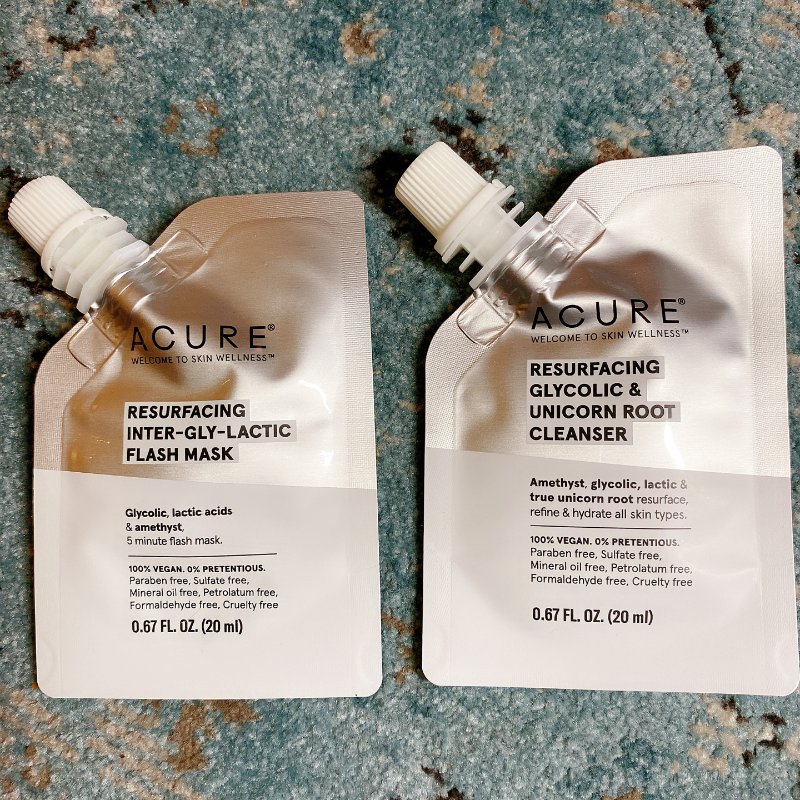 ACURE®
WELCOME TO SKIN WELLNESS™
RESURFACING
INTER-GLY-LACTIC
FLASH MASK
Glycolic, lactic acids
& amethyst,
5 minute flash mask.
100% VEGAN. 0% PRETENTIOUS.
Paraben free, Sulfate free,
Mineral oil free, Petrolatum free,
Formaldehyde free, Cruelty free
0.67 FL. OZ. (20 ml)
ACURE®
WELCOME TO SKIN WELLNESS™
RESURFACING
GLYCOLIC &
UNICORN ROOT
CLEANSER
Amethyst, glycolic, lactic &
true unicorn root resurface,
refine & hydrate all skin types.
100% VEGAN. 0% PRETENTIOUS.
Paraben free, Sulfate free,
Mineral oil free, Petrolatum free,
Formaldehyde free, Cruelty free
0.67 FL. OZ. (20 ml)